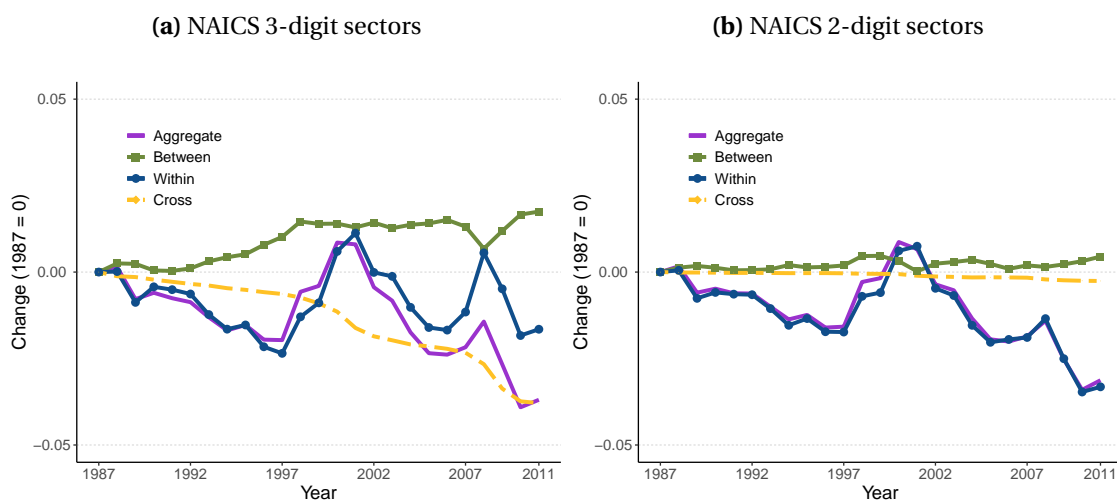 (a) NAICS 3-digit sectors
0.05
0.00
−0.05
Change (1987 = 0)
Aggregate
Between
Within
Cross
1987 1992 1997 2002 2007 2011
Year
(b) NAICS 2-digit sectors
0.05
0.00
−0.05
Change (1987 = 0)
Aggregate
Between
Within
Cross
1987 1992 1997 2002 2007 2011
Year